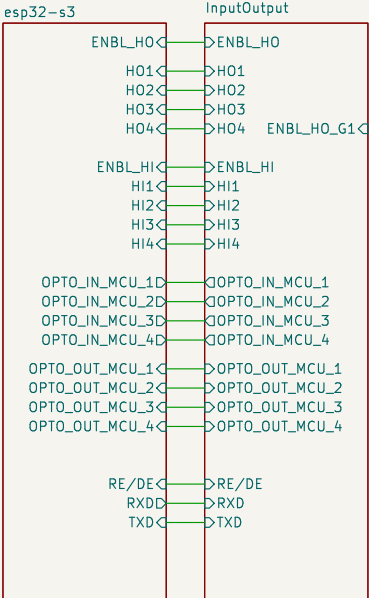 esp32-s3 InputOutput
ENBL_HO ENBL_HO
HO1 HO1
HO2 HO2
HO3 HO3
HO4 HO4 ENBL_HO_G1
ENBL_HI ENBL_HI
HI1 HI1
HI2 HI2
HI3 HI3
HI4 HI4
OPTO_IN_MCU_1 OPTO_IN_MCU_1
OPTO_IN_MCU_2 OPTO_IN_MCU_2
OPTO_IN_MCU_3 OPTO_IN_MCU_3
OPTO_IN_MCU_4 OPTO_IN_MCU_4
OPTO_OUT_MCU_1 OPTO_OUT_MCU_1
OPTO_OUT_MCU_2 OPTO_OUT_MCU_2
OPTO_OUT_MCU_3 OPTO_OUT_MCU_3
OPTO_OUT_MCU_4 OPTO_OUT_MCU_4
RE/DE RE/DE
RXD RXD
TXD TXD